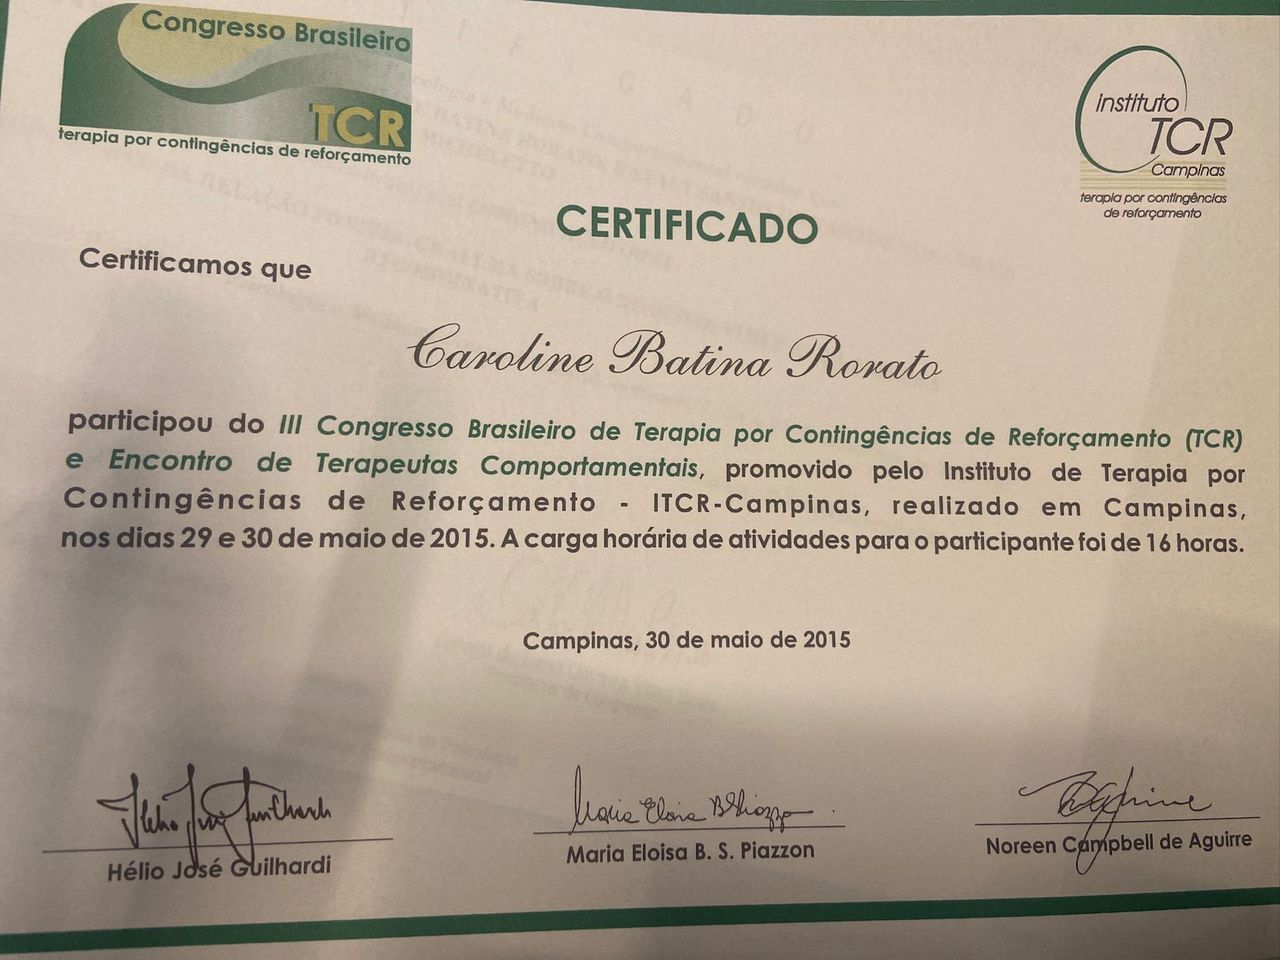 Congresso Brasileiro
TCR
terapia por contingências de reforçamento
instituto
TCR
Campinas
terapia por contingências
de reforçamento
CERTIFICADO
Certificamos que
Caroline Batina Rorato
participou do III Congresso Brasileiro de Terapia por Contingências de Reforçamento (TCR)
e Encontro de Terapeutas Comportamentais, promovido pelo Instituto de Terapia por
Contingências de Reforçamento - ITCR-Campinas, realizado em Campinas,
nos dias 29 e 30 de maio de 2015. A carga horária de atividades para o participante foi de 16 horas.
Campinas, 30 de maio de 2015
Hélio José Guilhardi
Maria Eloisa B. S. Piazzon
Noreen Campbell de Aguirre